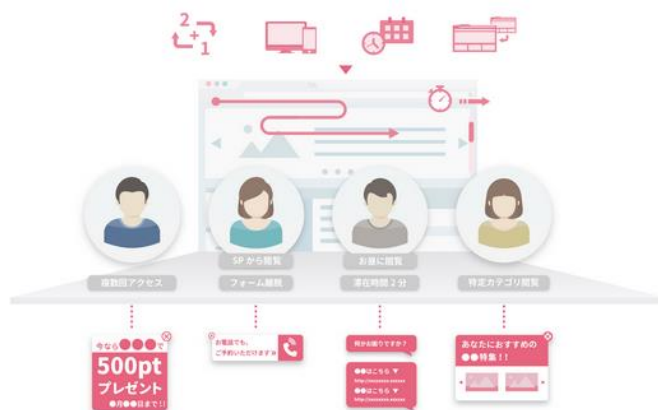 2
+
1
SPから閲覧
お昼に閲覧
複数回アクセス
フォーム離脱
滞在時間2分
特定カテゴリ閲覧
今なら●●●で
500pt
プレゼント
●月●●日まで!!
お電話でも、
ご予約いただけます»
何かお困りですか?
●●はこちら ▼
●●はこちら ▼
あなたにおすすめの
●●特集!!